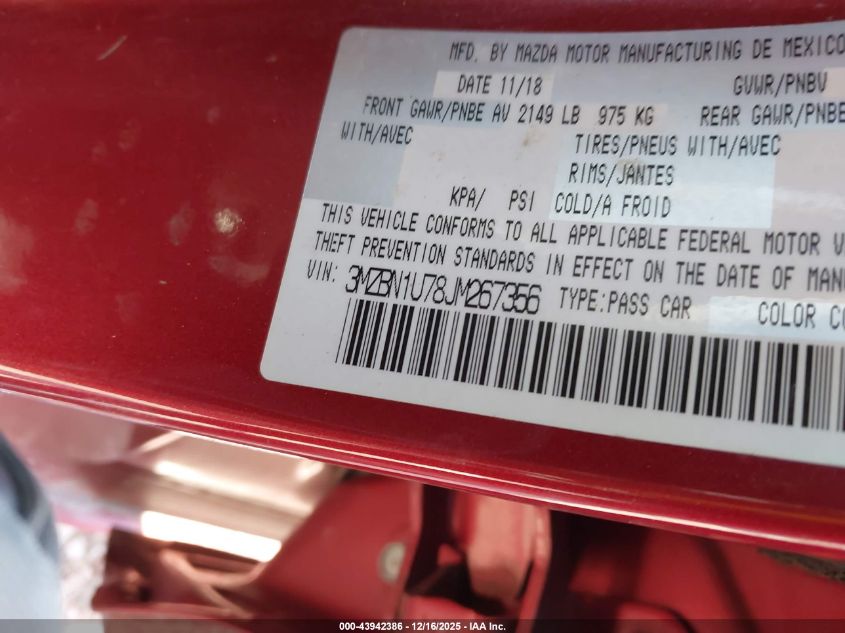 MFD. BY MAZDA MOTOR MANUFACTURING DE MEXICO
DATE 11/18 GVWR/PNBV
FRONT GAWR/PNBE AV 2149 LB 975 KG REAR GAWR/PNBE
WITH/AVEC TIRES/PNEUS WITH/AVEC
RIMS/JANTES
KPA/ PSI COLD/A FROID
THIS VEHICLE CONFORMS TO ALL APPLICABLE FEDERAL MOTOR V
THEFT PREVENTION STANDARDS IN EFFECT ON THE DATE OF MAN
VIN: 3MZBN1U78JM267356 TYPE:PASS CAR COLOR CO
000-43942386 - 12/16/2025 - IAA Inc.